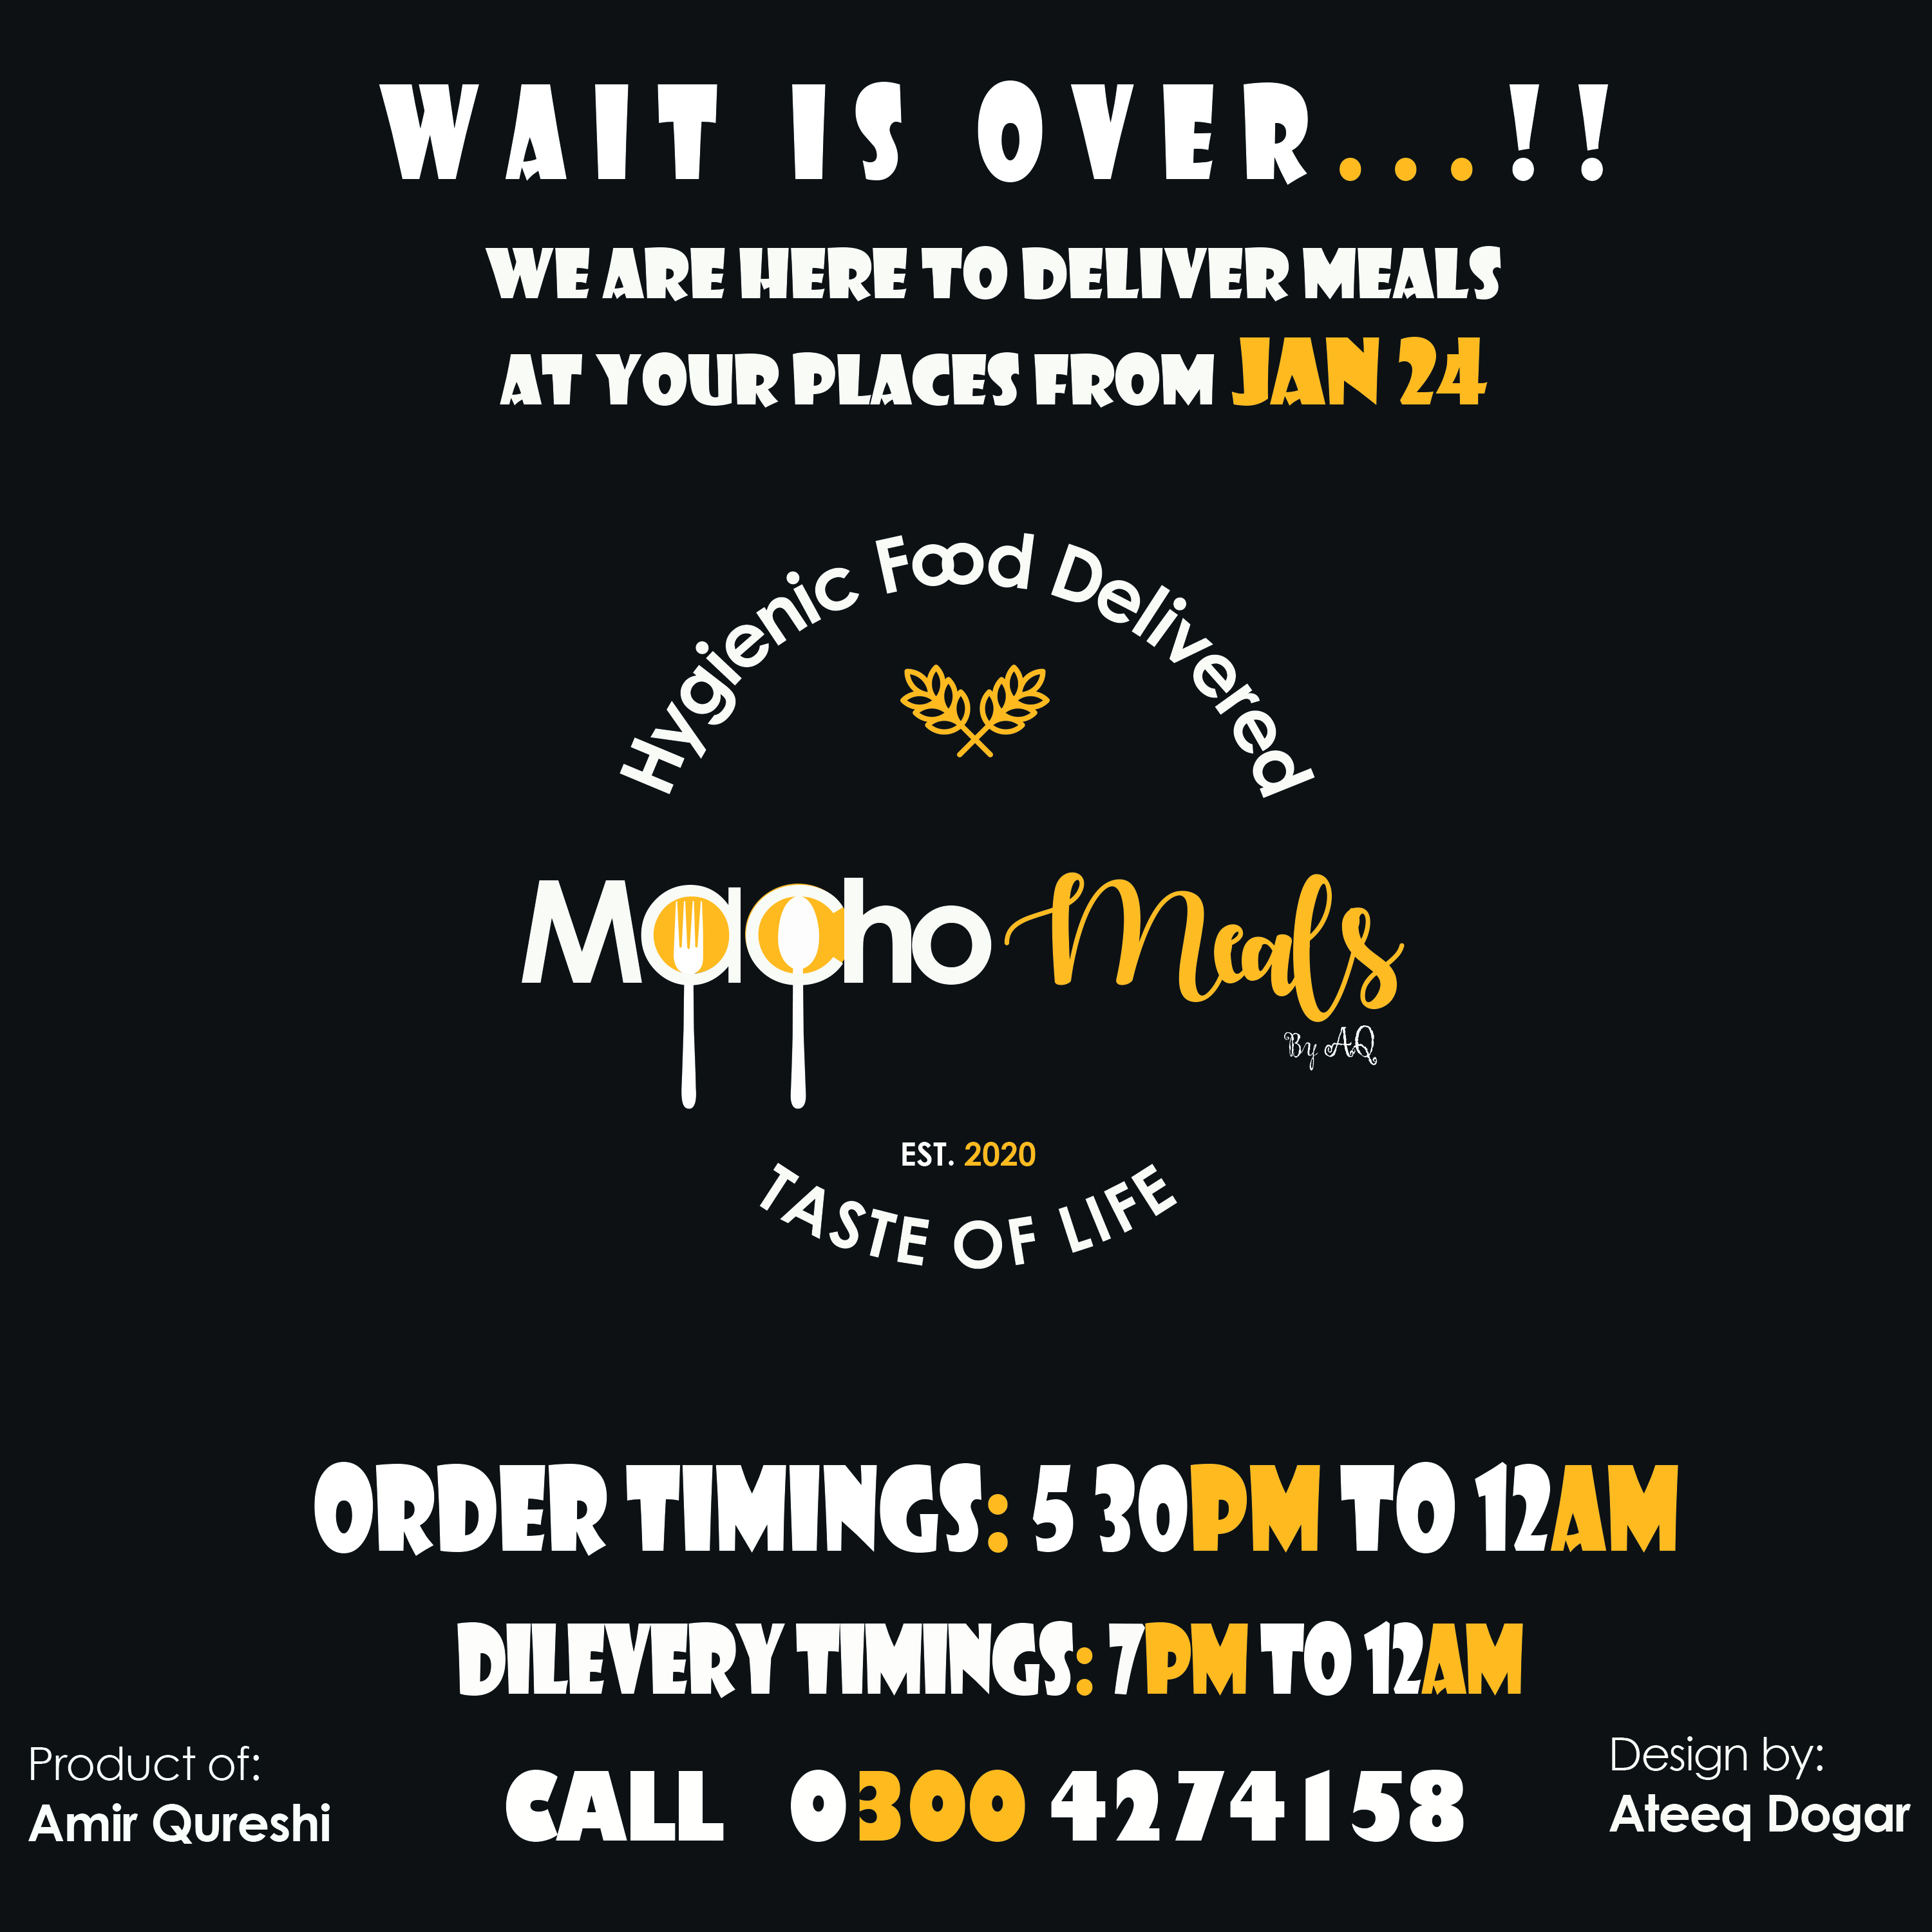 WAIT IS OVER...!!
WE ARE HERE TO DELIVER MEALS
AT YOUR PLACES FROM JAN 24
Hygienic Food Delivered
Macho Meals
By AQ
EST. 2020
TASTE OF LIFE
ORDER TIMINGS: 5 30PM TO 12AM
DILEVERY TIMINGS: 7PM TO 12AM
Product of:
Amir Qureshi
CALL 0300 4274158
Design by:
Ateeq Dogar